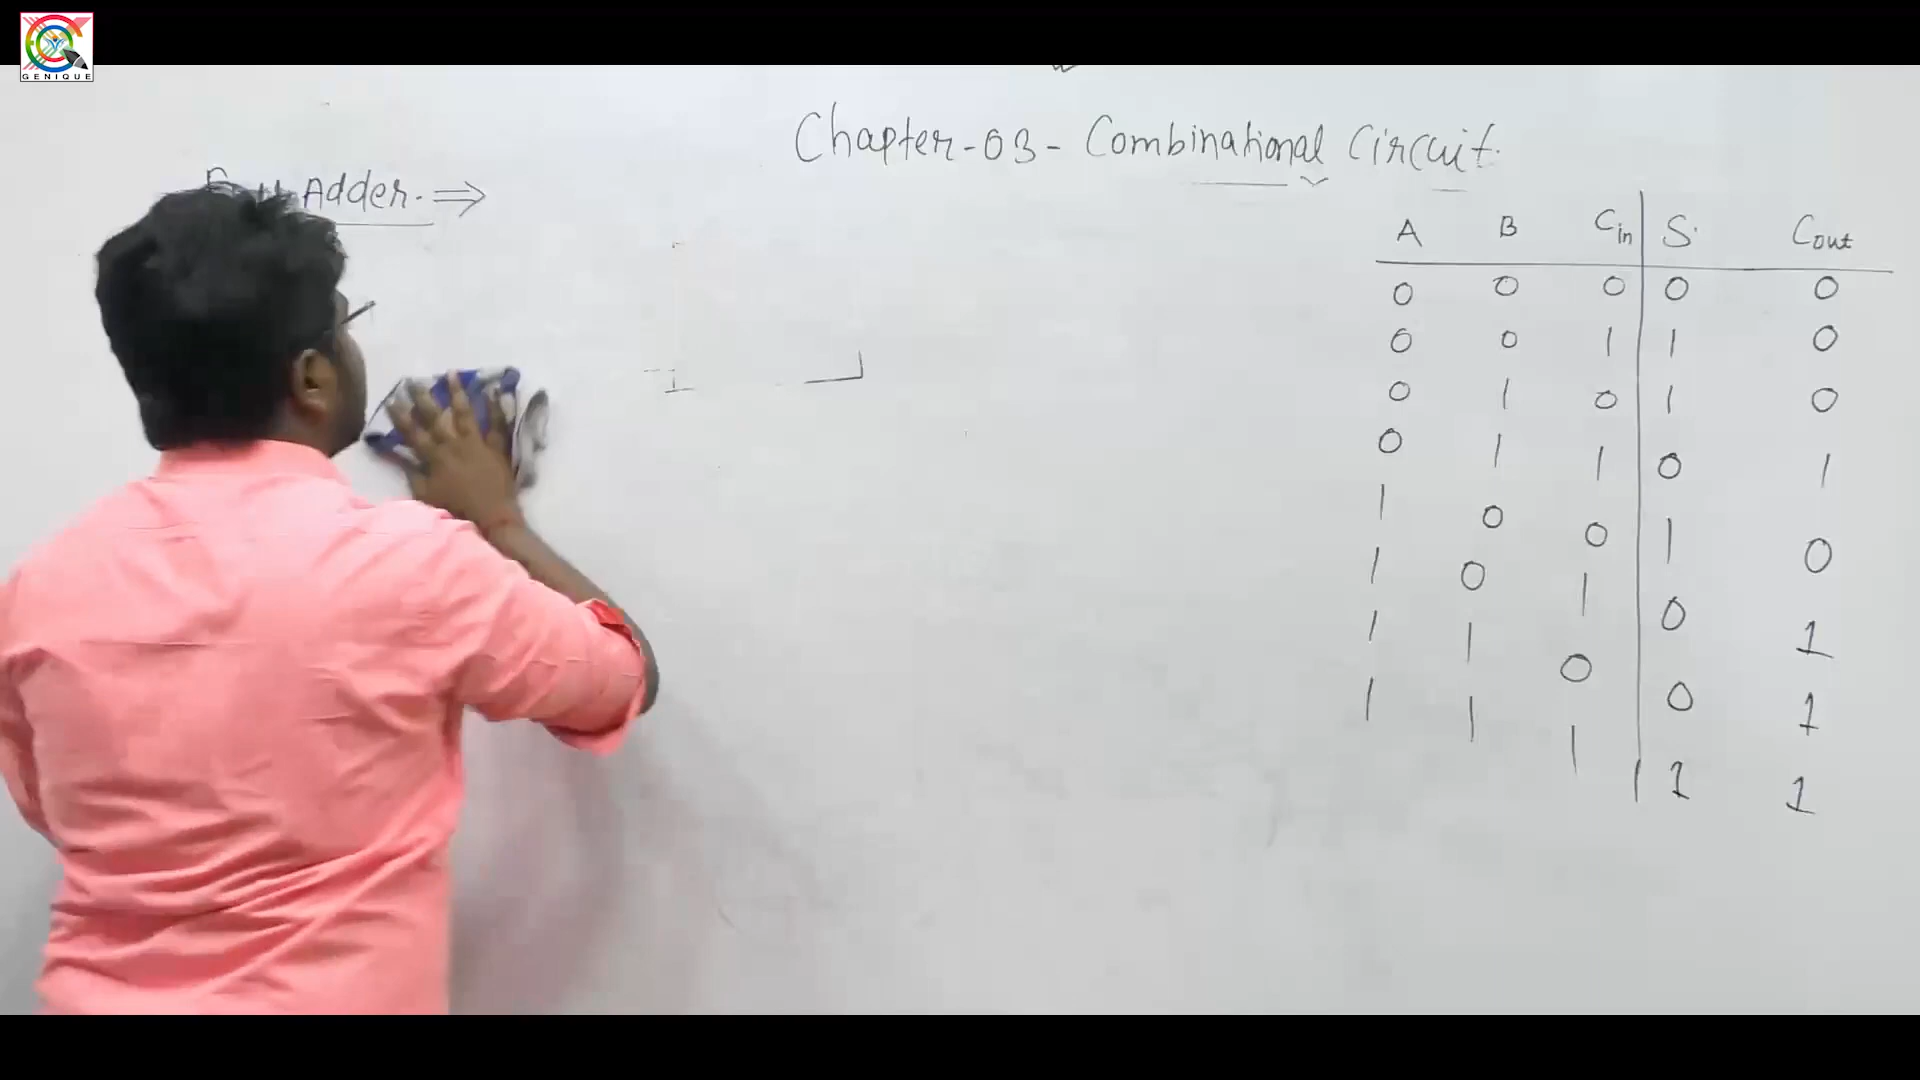 GENIQUE
Chapter-03- Combinational Circuit.
Adder. ⇒
A B Cin S Cout
0 0 0 0 0
0 0 1 1 0
0 1 0 1 0
0 1 1 0 1
1 0 0 1 0
1 0 1 0 1
1 1 0 0 1
1 1 1 1 1